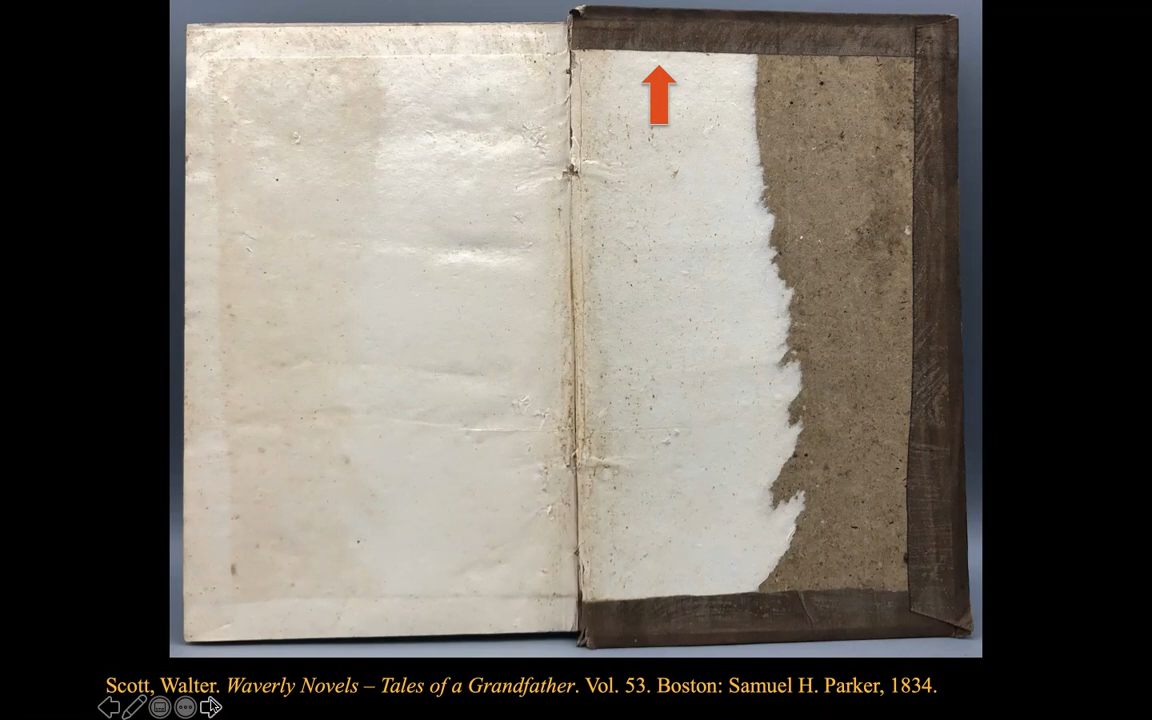 Scott, Walter. Waverly Novels – Tales of a Grandfather. Vol. 53. Boston: Samuel H. Parker, 1834.